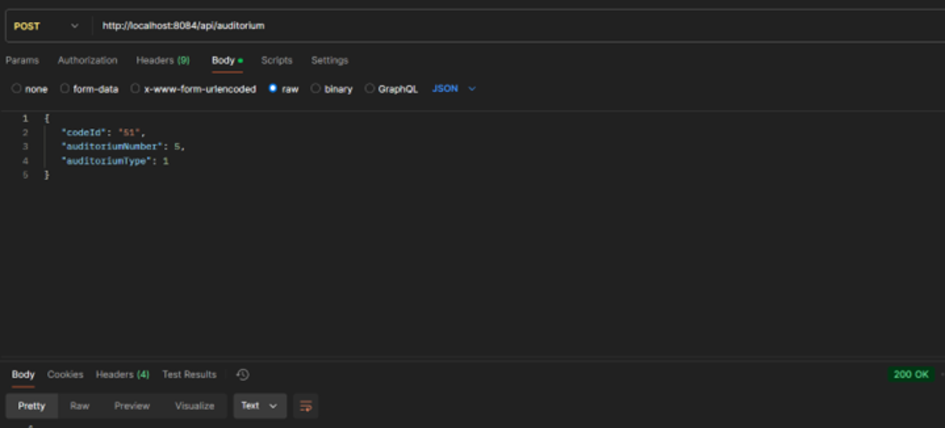 POST http://localhost:8084/api/auditorium
Params Authorization Headers (9) Body Scripts Settings
none form-data x-www-form-urlencoded raw binary GraphQL JSON
1 {
2 "codeId": "51",
3 "auditoriumNumber": 5,
4 "auditoriumType": 1
5 }
Body Cookies Headers (4) Test Results 200 OK
Pretty Raw Preview Visualize Text